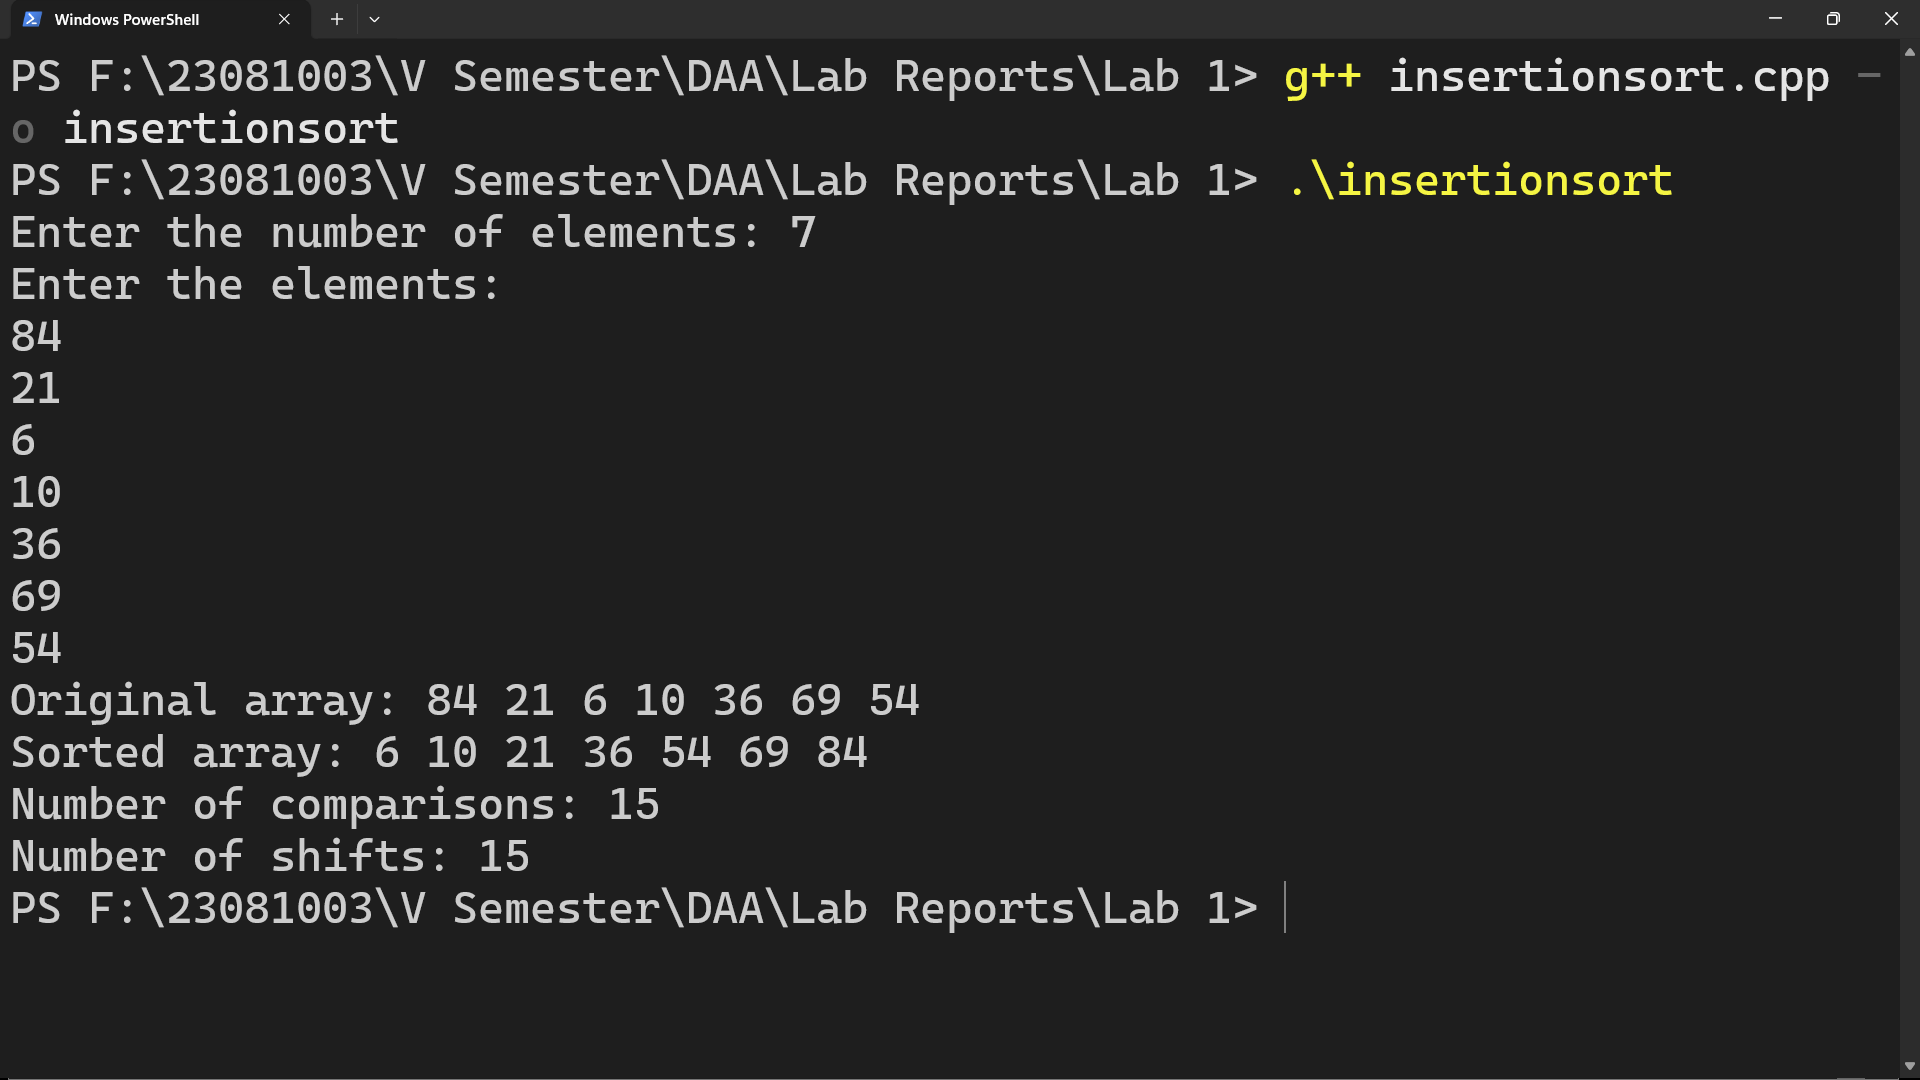 Windows PowerShell
PS F:\23081003\V Semester\DAA\Lab Reports\Lab 1> g++ insertionsort.cpp -
o insertionsort
PS F:\23081003\V Semester\DAA\Lab Reports\Lab 1> .\insertionsort
Enter the number of elements: 7
Enter the elements:
84
21
6
10
36
69
54
Original array: 84 21 6 10 36 69 54
Sorted array: 6 10 21 36 54 69 84
Number of comparisons: 15
Number of shifts: 15
PS F:\23081003\V Semester\DAA\Lab Reports\Lab 1>